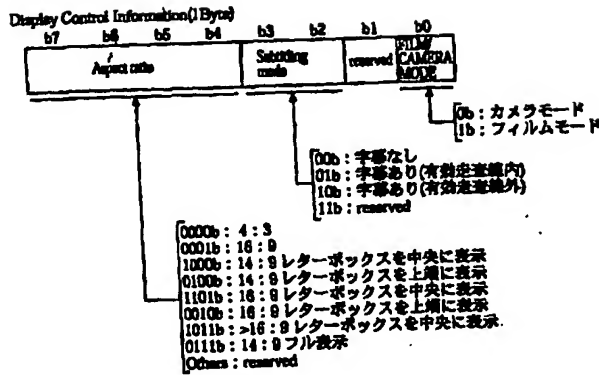 Display Control Information(1Byte)
b7 b6 b5 b4 b3 b2 b1 b0
Aspect ratio
Subtitling mode
reserved
FILM/CAMERA MODE
0b：カメラモード
1b：フィルムモード
00b：字幕なし
01b：字幕あり(有効走査線内)
10b：字幕あり(有効走査線外)
11b：reserved
0000b：4：3
0001b：16：9
1000b：14：9レターボックスを中央に表示
0100b：14：9レターボックスを上端に表示
1101b：16：9レターボックスを中央に表示
0010b：16：9レターボックスを上端に表示
1011b：>16：9レターボックスを中央に表示.
0111b：14：9フル表示
Others：reserved